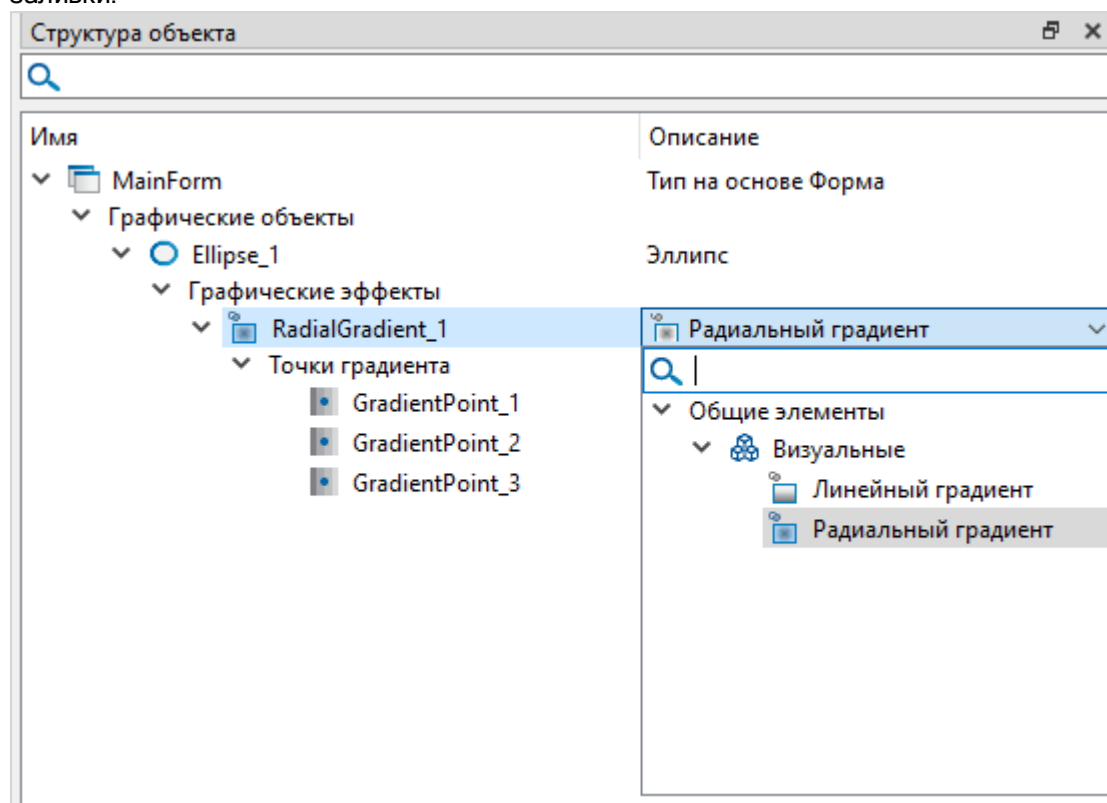 заливки.
Структура объекта
Имя Описание
MainForm Тип на основе Форма
Графические объекты
Ellipse_1 Эллипс
Графические эффекты
RadialGradient_1 Радиальный градиент
Точки градиента
GradientPoint_1 Общие элементы
GradientPoint_2 Визуальные
GradientPoint_3 Линейный градиент
Радиальный градиент